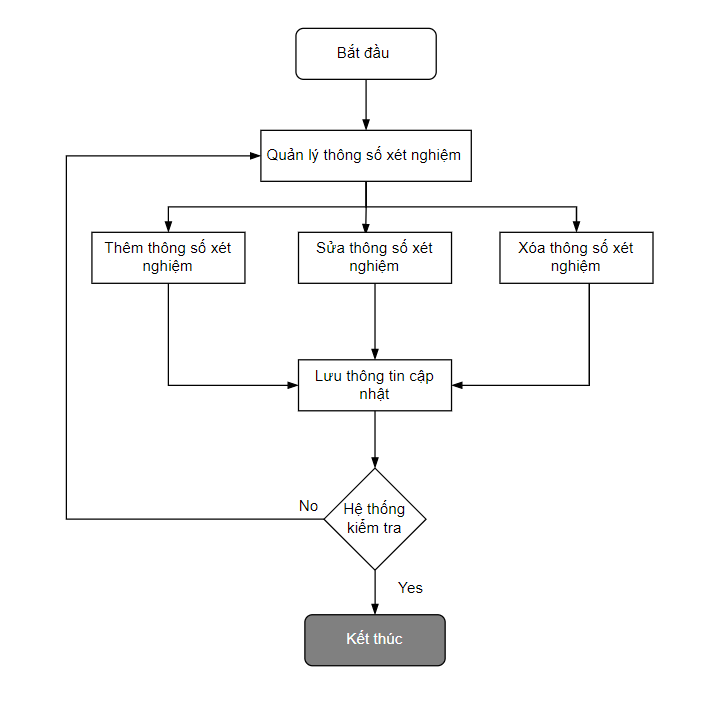 Bắt đầu
Quản lý thông số xét nghiệm
Thêm thông số xét
nghiệm
Sửa thông số xét
nghiệm
Xóa thông số xét
nghiệm
Lưu thông tin cập
nhật
No
Hệ thống
kiểm tra
Yes
Kết thúc